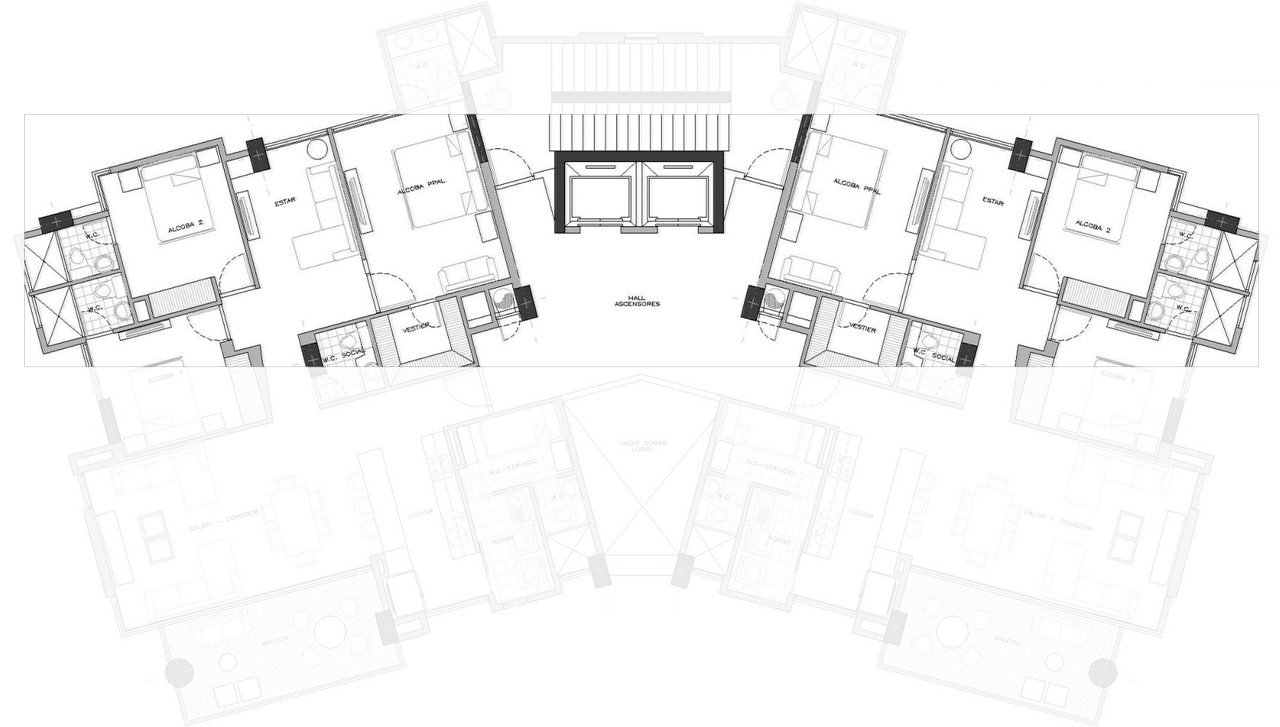 W.C.
W.C.
ALCOBA PPAL
ALCOBA PPAL
ESTAR
ESTAR
ALCOBA 2
ALCOBA 2
W.C.
W.C.
W.C.
W.C.
HALL
ASCENSORES
VESTIER
VESTIER
W.C. SOCIAL
W.C. SOCIAL
ALCOBA 3
ALCOBA 3
VACIO SOBRE
LOBBY
ALC-SERVICIO
ALC-SERVICIO
W.C.
W.C.
SALON - COMEDOR
COCINA
COCINA
SALON - COMEDOR
ROPAS
ROPAS
BALCON
BALCON